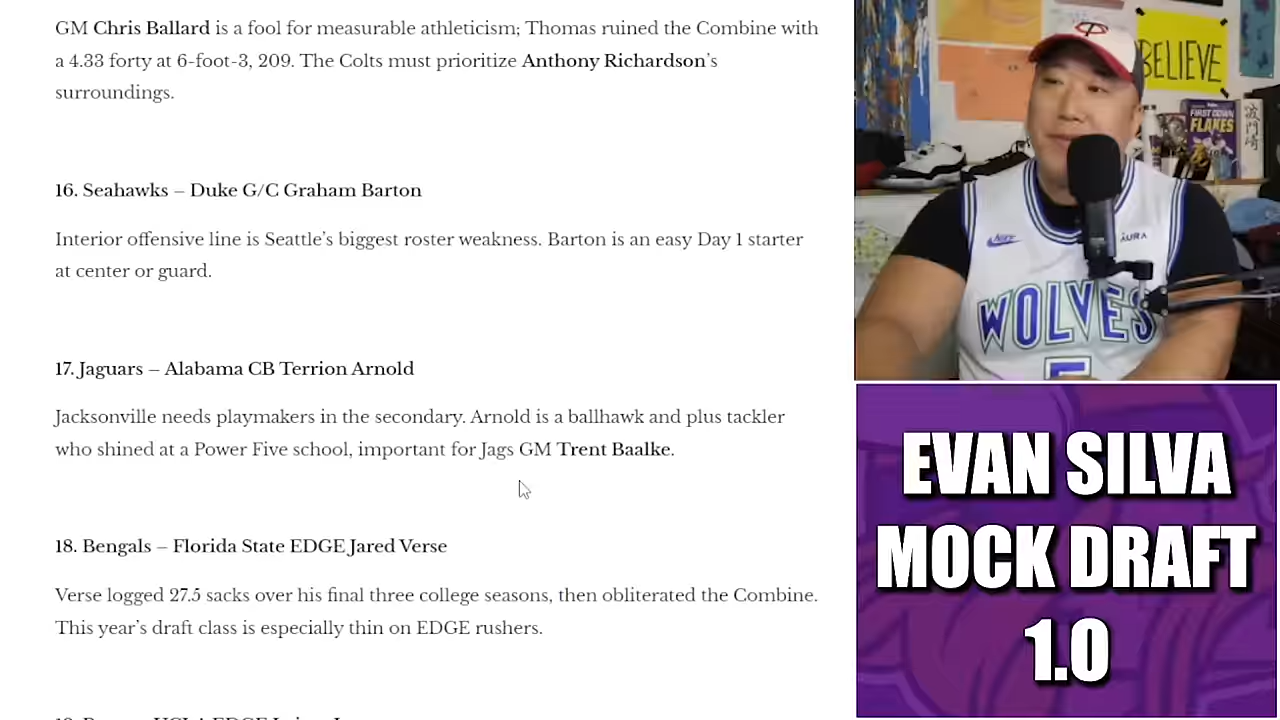 GM Chris Ballard is a fool for measurable athleticism; Thomas ruined the Combine with
a 4.33 forty at 6-foot-3, 209. The Colts must prioritize Anthony Richardson's
surroundings.
16. Seahawks – Duke G/C Graham Barton
Interior offensive line is Seattle's biggest roster weakness. Barton is an easy Day 1 starter
at center or guard.
17. Jaguars – Alabama CB Terrion Arnold
Jacksonville needs playmakers in the secondary. Arnold is a ballhawk and plus tackler
who shined at a Power Five school, important for Jags GM Trent Baalke.
18. Bengals – Florida State EDGE Jared Verse
Verse logged 27.5 sacks over his final three college seasons, then obliterated the Combine.
This year's draft class is especially thin on EDGE rushers.
BELIEVE
FIRST DOWN
FLAKES
AURA
WOLVES
EVAN SILVA
MOCK DRAFT
1.0